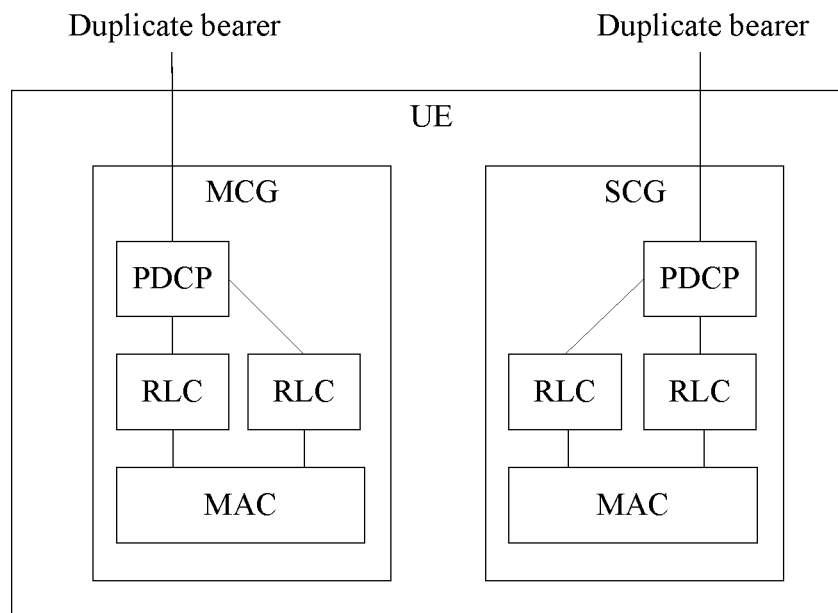 Duplicate bearer Duplicate bearer
UE
MCG SCG
PDCP PDCP
RLC RLC RLC RLC
MAC MAC